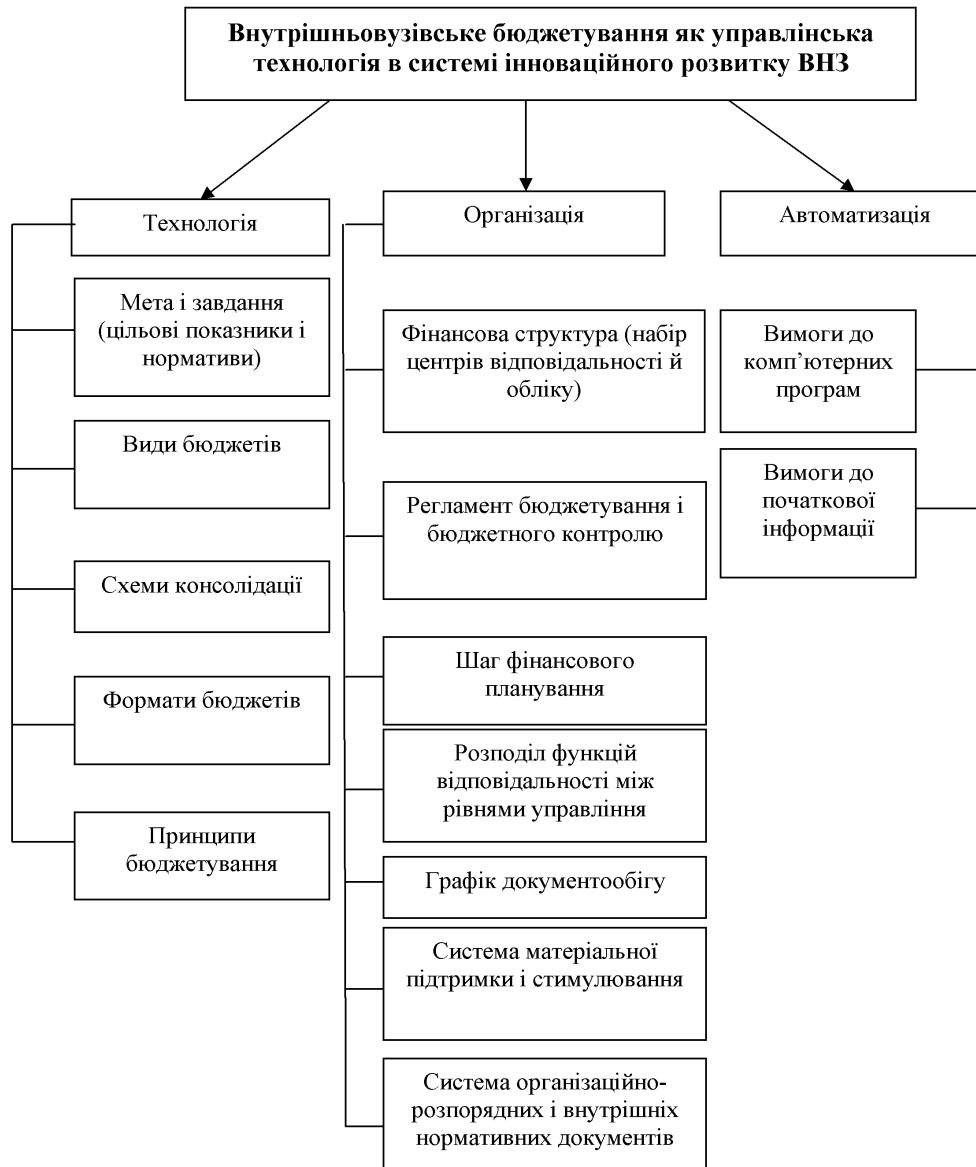 Внутрішньовузівське бюджетування як управлінська
технологія в системі інноваційного розвитку ВНЗ
Технологія
Організація
Автоматизація
Мета і завдання
(цільові показники і
нормативи)
Види бюджетів
Схеми консолідації
Формати бюджетів
Принципи
бюджетування
Фінансова структура (набір
центрів відповідальності й
обліку)
Регламент бюджетування і
бюджетного контролю
Шаг фінансового
планування
Розподіл функцій
відповідальності між
рівнями управління
Графік документообігу
Система матеріальної
підтримки і стимулювання
Система організаційно-
розпорядних і внутрішніх
нормативних документів
Вимоги до
комп’ютерних
програм
Вимоги до
початкової
інформації